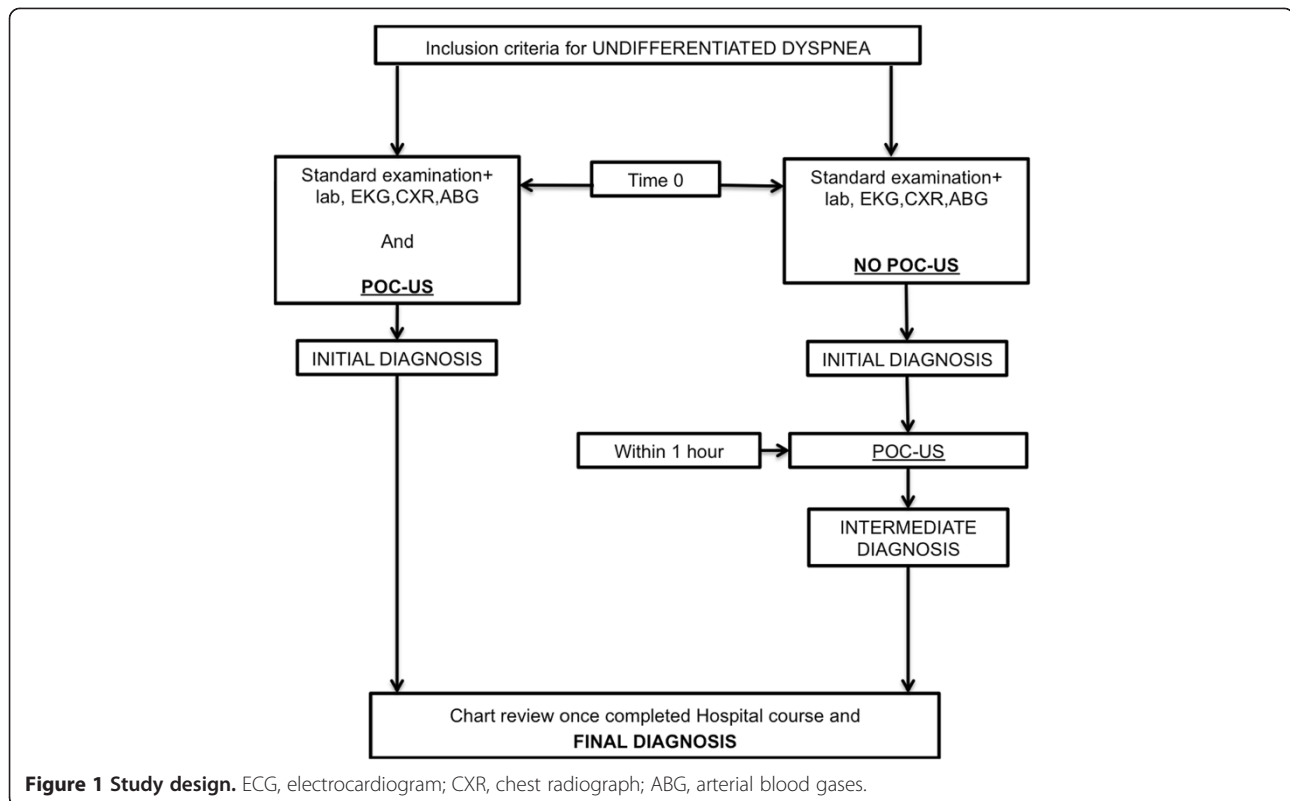 Inclusion criteria for UNDIFFERENTIATED DYSPNEA
Standard examination+
lab, EKG,CXR,ABG
And
POC-US
Time 0
Standard examination+
lab, EKG,CXR,ABG
NO POC-US
INITIAL DIAGNOSIS
INITIAL DIAGNOSIS
Within 1 hour
POC-US
INTERMEDIATE
DIAGNOSIS
Chart review once completed Hospital course and
FINAL DIAGNOSIS
Figure 1 Study design. ECG, electrocardiogram; CXR, chest radiograph; ABG, arterial blood gases.